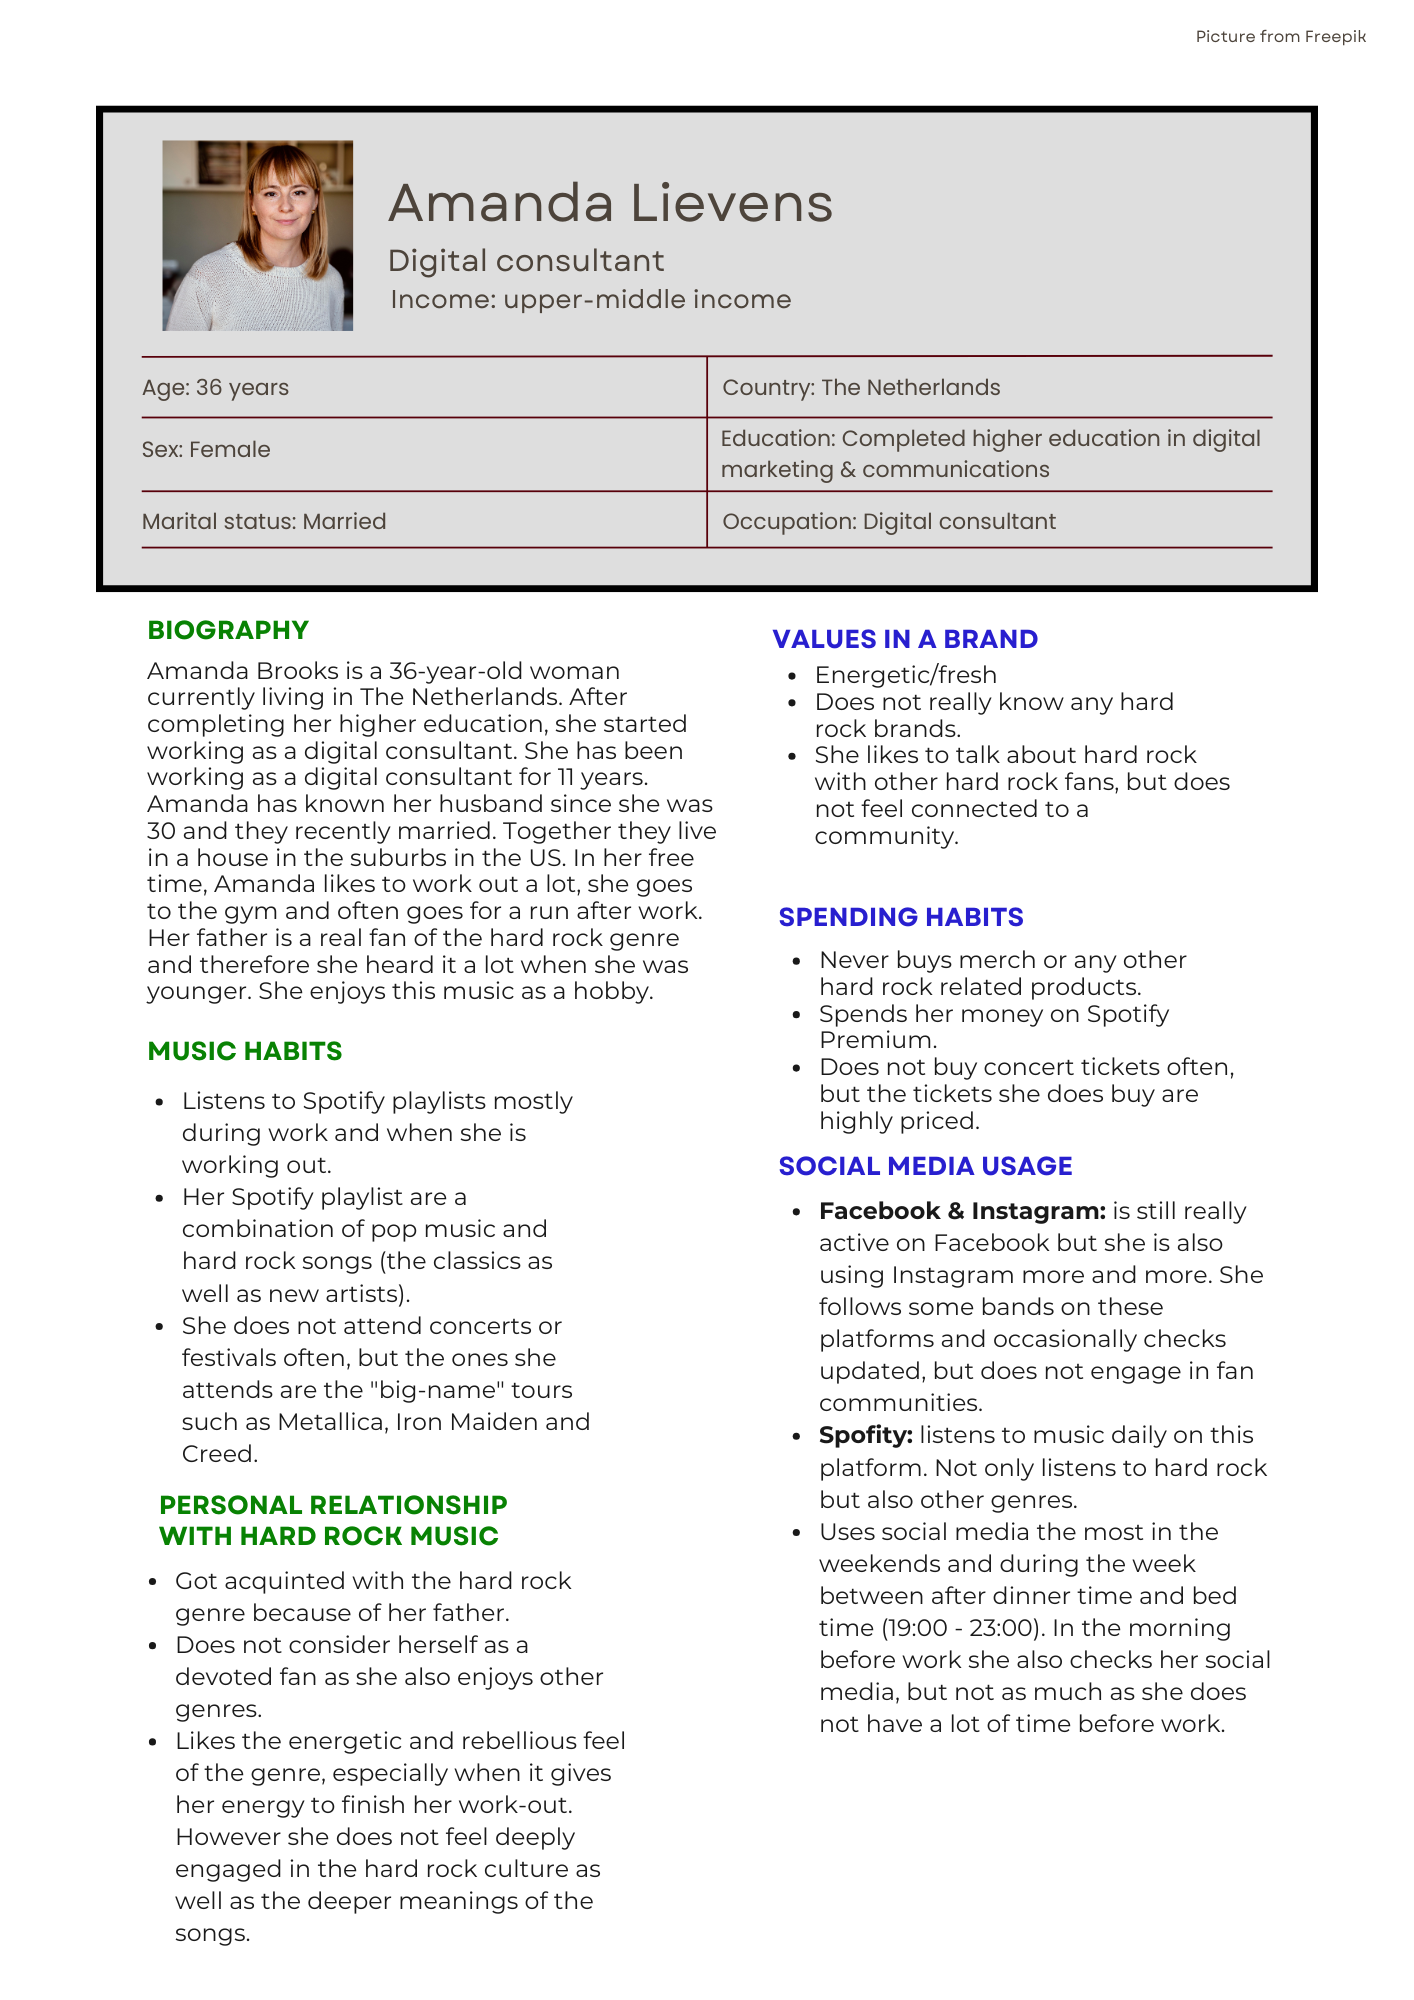 Picture from Freepik
Amanda Lievens
Digital consultant
Income: upper-middle income
Age: 36 years
Country: The Netherlands
Sex: Female
Education: Completed higher education in digital
marketing & communications
Marital status: Married
Occupation: Digital consultant
BIOGRAPHY
Amanda Brooks is a 36-year-old woman
currently living in The Netherlands. After
completing her higher education, she started
working as a digital consultant. She has been
working as a digital consultant for 11 years.
Amanda has known her husband since she was
30 and they recently married. Together they live
in a house in the suburbs in the US. In her free
time, Amanda likes to work out a lot, she goes
to the gym and often goes for a run after work.
Her father is a real fan of the hard rock genre
and therefore she heard it a lot when she was
younger. She enjoys this music as a hobby.
MUSIC HABITS
• Listens to Spotify playlists mostly
during work and when she is
working out.
• Her Spotify playlist are a
combination of pop music and
hard rock songs (the classics as
well as new artists).
• She does not attend concerts or
festivals often, but the ones she
attends are the "big-name" tours
such as Metallica, Iron Maiden and
Creed.
PERSONAL RELATIONSHIP
WITH HARD ROCK MUSIC
• Got acquinted with the hard rock
genre because of her father.
• Does not consider herself as a
devoted fan as she also enjoys other
genres.
• Likes the energetic and rebellious feel
of the genre, especially when it gives
her energy to finish her work-out.
However she does not feel deeply
engaged in the hard rock culture as
well as the deeper meanings of the
songs.
VALUES IN A BRAND
• Energetic/fresh
• Does not really know any hard
rock brands.
• She likes to talk about hard rock
with other hard rock fans, but does
not feel connected to a
community.
SPENDING HABITS
• Never buys merch or any other
hard rock related products.
• Spends her money on Spotify
Premium.
• Does not buy concert tickets often,
but the tickets she does buy are
highly priced.
SOCIAL MEDIA USAGE
• Facebook & Instagram: is still really
active on Facebook but she is also
using Instagram more and more. She
follows some bands on these
platforms and occasionally checks
updated, but does not engage in fan
communities.
• Spofity: listens to music daily on this
platform. Not only listens to hard rock
but also other genres.
• Uses social media the most in the
weekends and during the week
between after dinner time and bed
time (19:00 - 23:00). In the morning
before work she also checks her social
media, but not as much as she does
not have a lot of time before work.